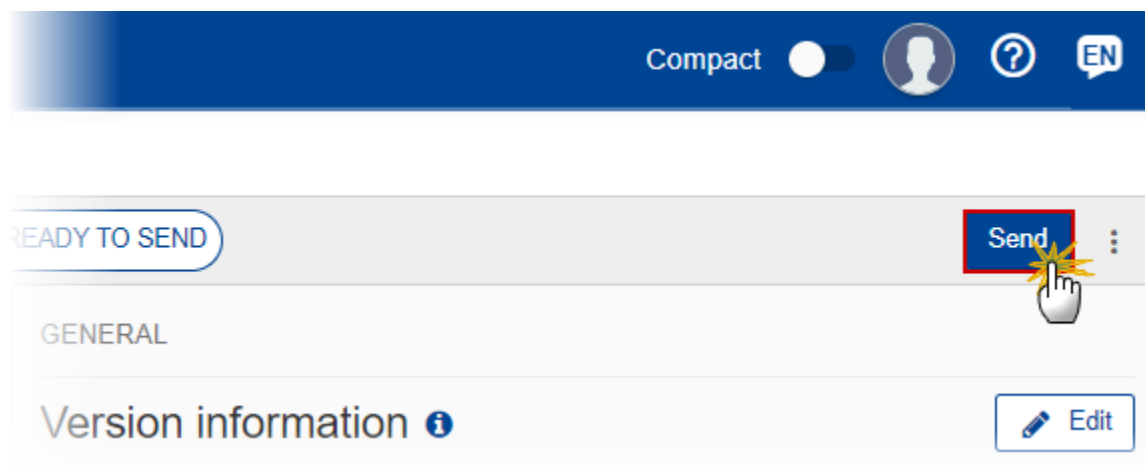 Compact
EN
READY TO SEND
Send
GENERAL
Version information
Edit